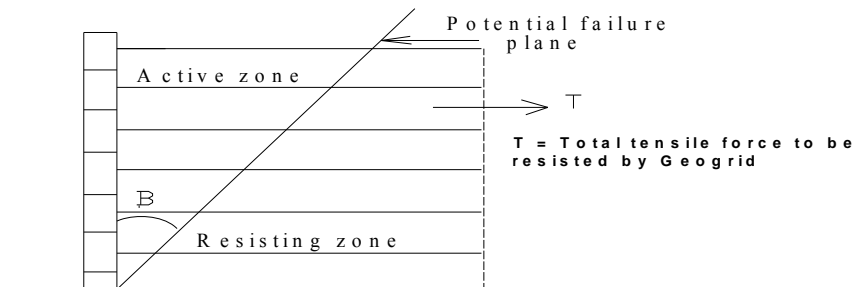 Potential failure
plane
Active zone
T
T = Total tensile force to be
resisted by Geogrid
B
Resisting zone